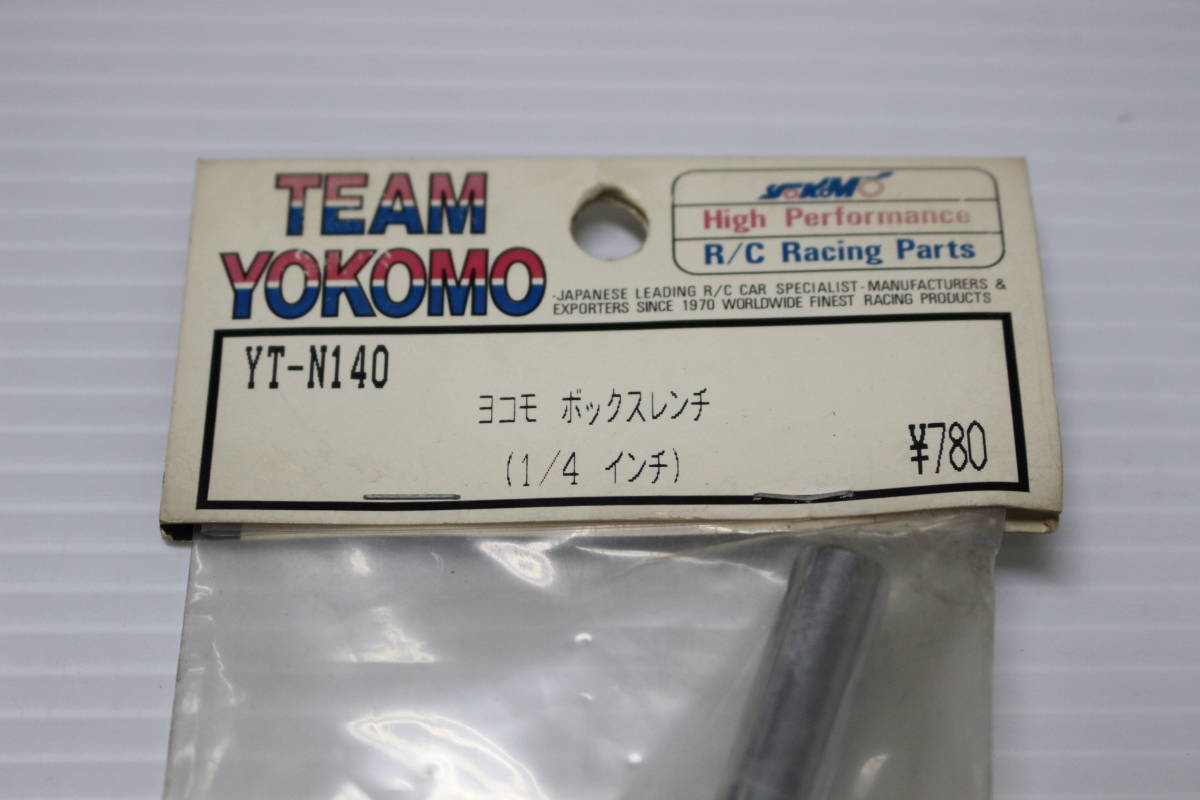 TEAM
YOKOMO
YOKOMO
High Performance
R/C Racing Parts
-JAPANESE LEADING R/C CAR SPECIALIST-MANUFACTURERS &
EXPORTERS SINCE 1970 WORLDWIDE FINEST RACING PRODUCTS
YT-N140
ヨコモ ボックスレンチ
(1/4 インチ)
¥780